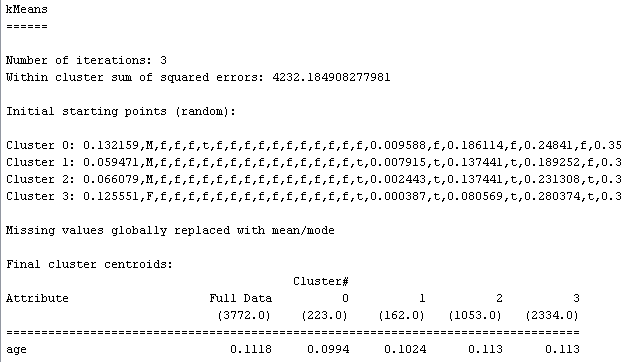 kMeans
======
Number of iterations: 3
Within cluster sum of squared errors: 4232.184908277981
Initial starting points (random):
Cluster 0: 0.132159,M,f,f,f,t,f,f,f,f,f,f,f,f,f,f,f,f,0.009588,f,0.186114,f,0.24841,f,0.35
Cluster 1: 0.059471,M,f,f,f,f,f,f,f,f,f,f,f,f,f,f,f,t,0.007915,t,0.137441,t,0.189252,f,0.3
Cluster 2: 0.066079,M,f,f,f,f,f,f,f,f,f,f,f,f,f,f,f,t,0.002443,t,0.137441,t,0.231308,t,0.3
Cluster 3: 0.125551,F,f,f,f,f,f,f,f,f,f,f,f,f,f,f,f,t,0.000387,t,0.080569,t,0.280374,t,0.3
Missing values globally replaced with mean/mode
Final cluster centroids:
Cluster#
Attribute Full Data 0 1 2 3
(3772.0) (223.0) (162.0) (1053.0) (2334.0)
================================================================================
age 0.1118 0.0994 0.1024 0.113 0.113